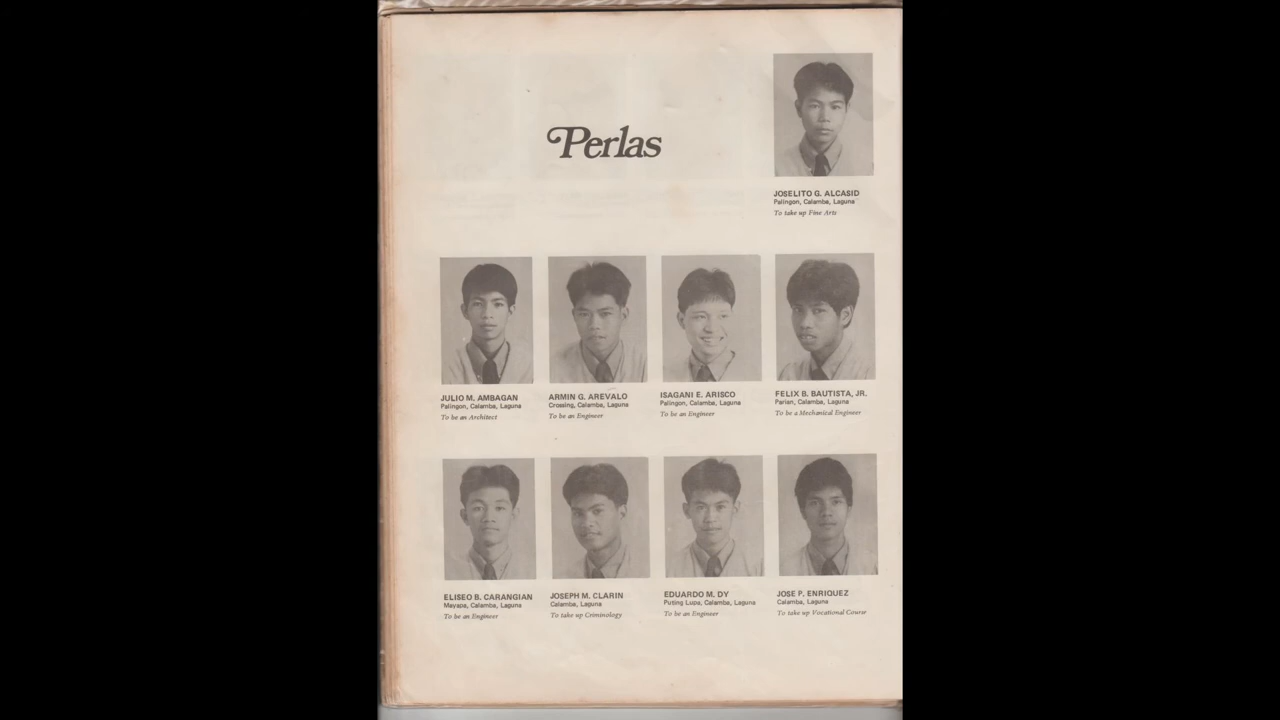 Perlas
JOSELITO G. ALCASID
Palingon, Calamba, Laguna
To take up Fine Arts
JULIO M. AMBAGAN
Palingon, Calamba, Laguna
To be an Architect
ARMIN G. AREVALO
Crossing, Calamba, Laguna
To be an Engineer
ISAGANI E. ARISCO
Palingon, Calamba, Laguna
To be an Engineer
FELIX B. BAUTISTA, JR.
Parian, Calamba, Laguna
To be a Mechanical Engineer
ELISEO B. CARANGIAN
Mayapa, Calamba, Laguna
To be an Engineer
JOSEPH M. CLARIN
Calamba, Laguna
To take up Criminology
EDUARDO M. DY
Puting Lupa, Calamba, Laguna
To be an Engineer
JOSE P. ENRIQUEZ
Calamba, Laguna
To take up Vocational Course